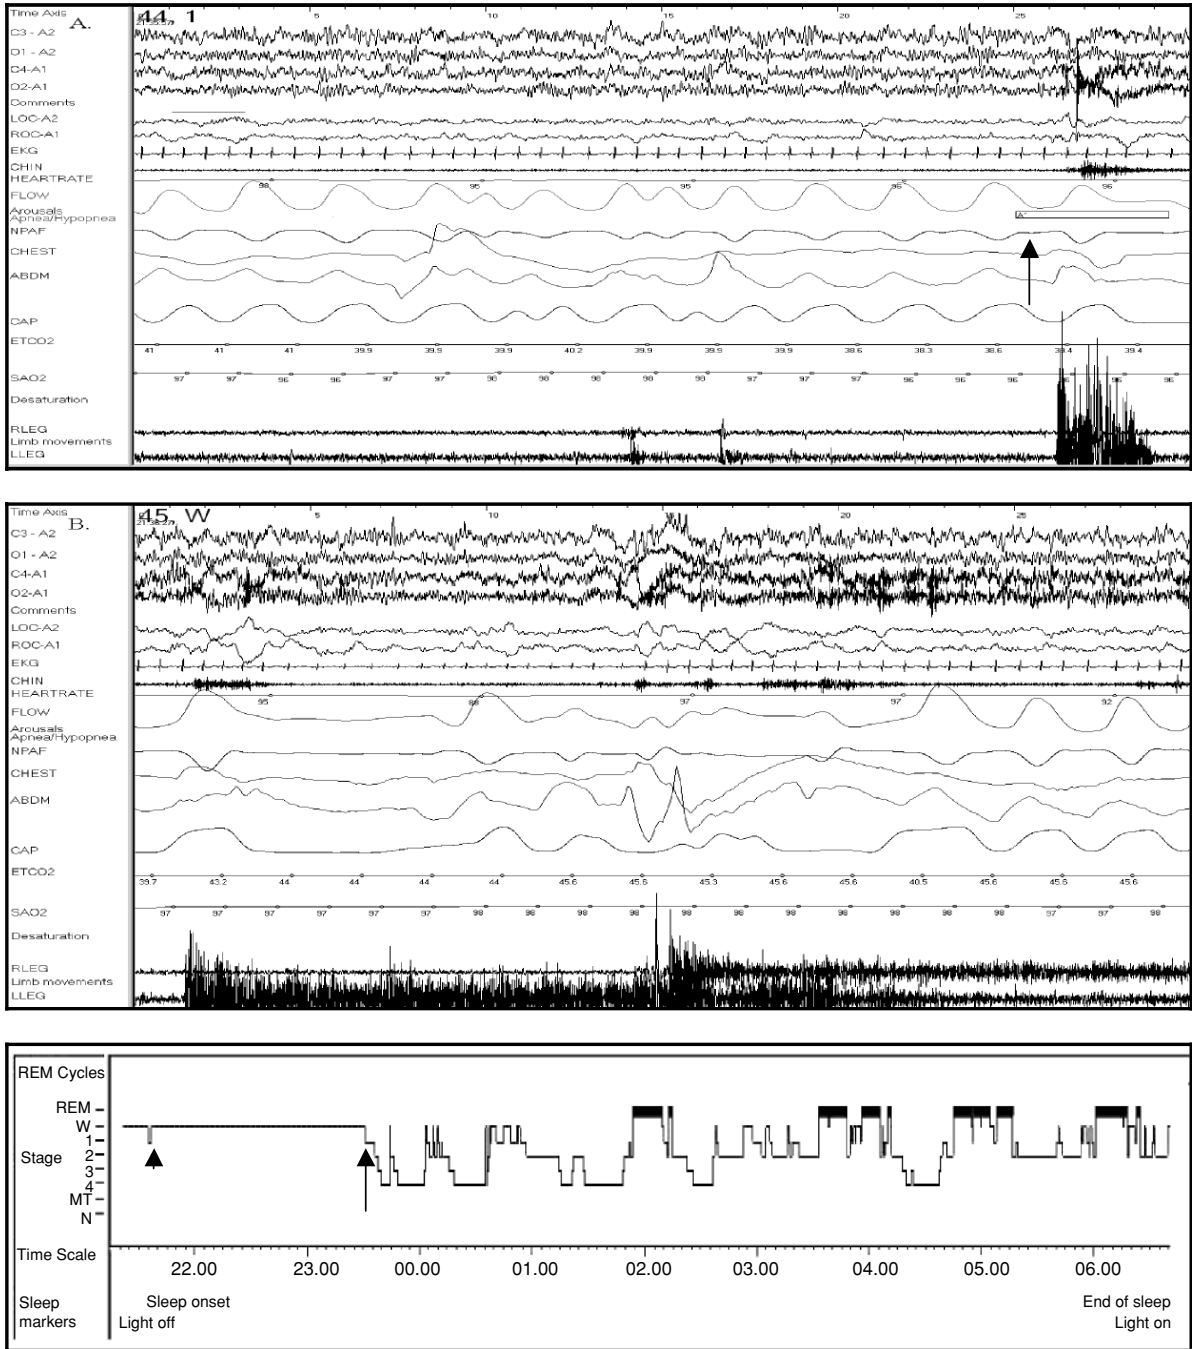 Time Axis A. 44, 1 5 10 15 20 25
C3 - A2
O1 - A2
C4-A1
O2-A1
Comments
LOC-A2
ROC-A1
EKG
CHIN
HEARTRATE 98 95 95 96 96
FLOW
Arousals
Apnea/Hypopnea
NPAF
CHEST
ABDM
CAP
ETCO2 41 41 41 39.9 39.9 39.9 40.2 39.9 39.9 39.9 38.6 38.3 38.6 39.4
SAO2 97 97 96 96 97 97 98 98 98 98 98 97 97 97 96 96 96 96
Desaturation
RLEG
Limb movements
LLEG
Time Axis B. 45, W 5 10 15 20 25
C3 - A2
O1 - A2
C4-A1
O2-A1
Comments
LOC-A2
ROC-A1
EKG
CHIN
HEARTRATE 95 97 97 92
FLOW
Arousals
Apnea/Hypopnea
NPAF
CHEST
ABDM
CAP
ETCO2 39.7 43.2 44 44 44 44 45.6 45.6 45.3 45.6 45.6 40.5 45.6 45.6 45.6
SAO2 97 97 97 97 97 97 98 98 98 98 98 98 98 98 98 98 98 97 97 98
Desaturation
RLEG
Limb movements
LLEG
REM Cycles
REM
W
1
Stage 2
3
4
MT
N
Time Scale 22.00 23.00 00.00 01.00 02.00 03.00 04.00 05.00 06.00
Sleep markers Sleep onset End of sleep
Light off Light on